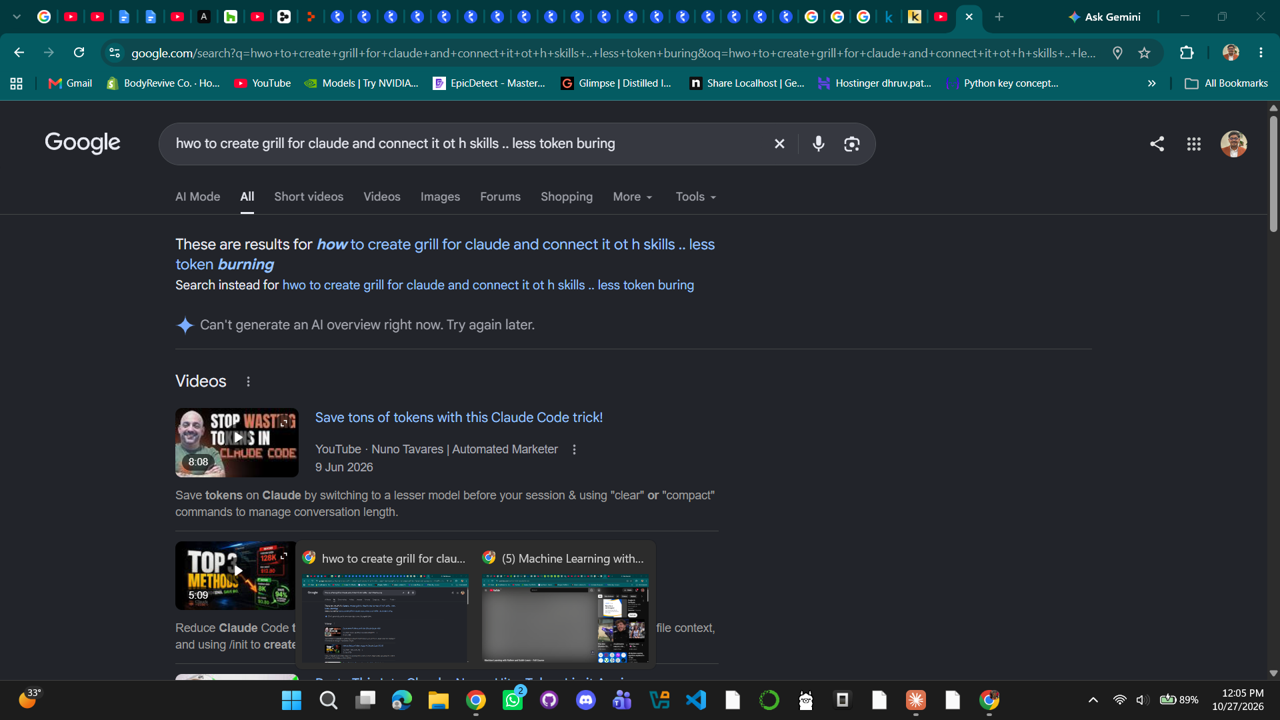 Ask Gemini
google.com/search?q=hwo+to+create+grill+for+claude+and+connect+it+ot+h+skills+..+less+token+buring&oq=hwo+to+create+grill+for+claude+and+connect+it+ot+h+skills+..+le...
Gmail
BodyRevive Co. · Ho...
YouTube
Models | Try NVIDIA...
EpicDetect - Master...
Glimpse | Distilled I...
Share Localhost | Ge...
Hostinger dhruv.pat...
Python key concept...
All Bookmarks
Google
hwo to create grill for claude and connect it ot h skills .. less token buring
AI Mode
All
Short videos
Videos
Images
Forums
Shopping
More
Tools
These are results for how to create grill for claude and connect it ot h skills .. less
token burning
Search instead for hwo to create grill for claude and connect it ot h skills .. less token buring
Can't generate an AI overview right now. Try again later.
Videos
STOP WASTING
TOKENS IN
CLAUDE CODE
8:08
Save tons of tokens with this Claude Code trick!
YouTube · Nuno Tavares | Automated Marketer
9 Jun 2026
Save tokens on Claude by switching to a lesser model before your session & using "clear" or "compact"
commands to manage conversation length.
TOP 3
METHODS
5:09
hwo to create grill for clau...
(5) Machine Learning with...
Reduce Claude Code
file context,
and using /init to
33°
2
89%
12:05 PM
10/27/2026